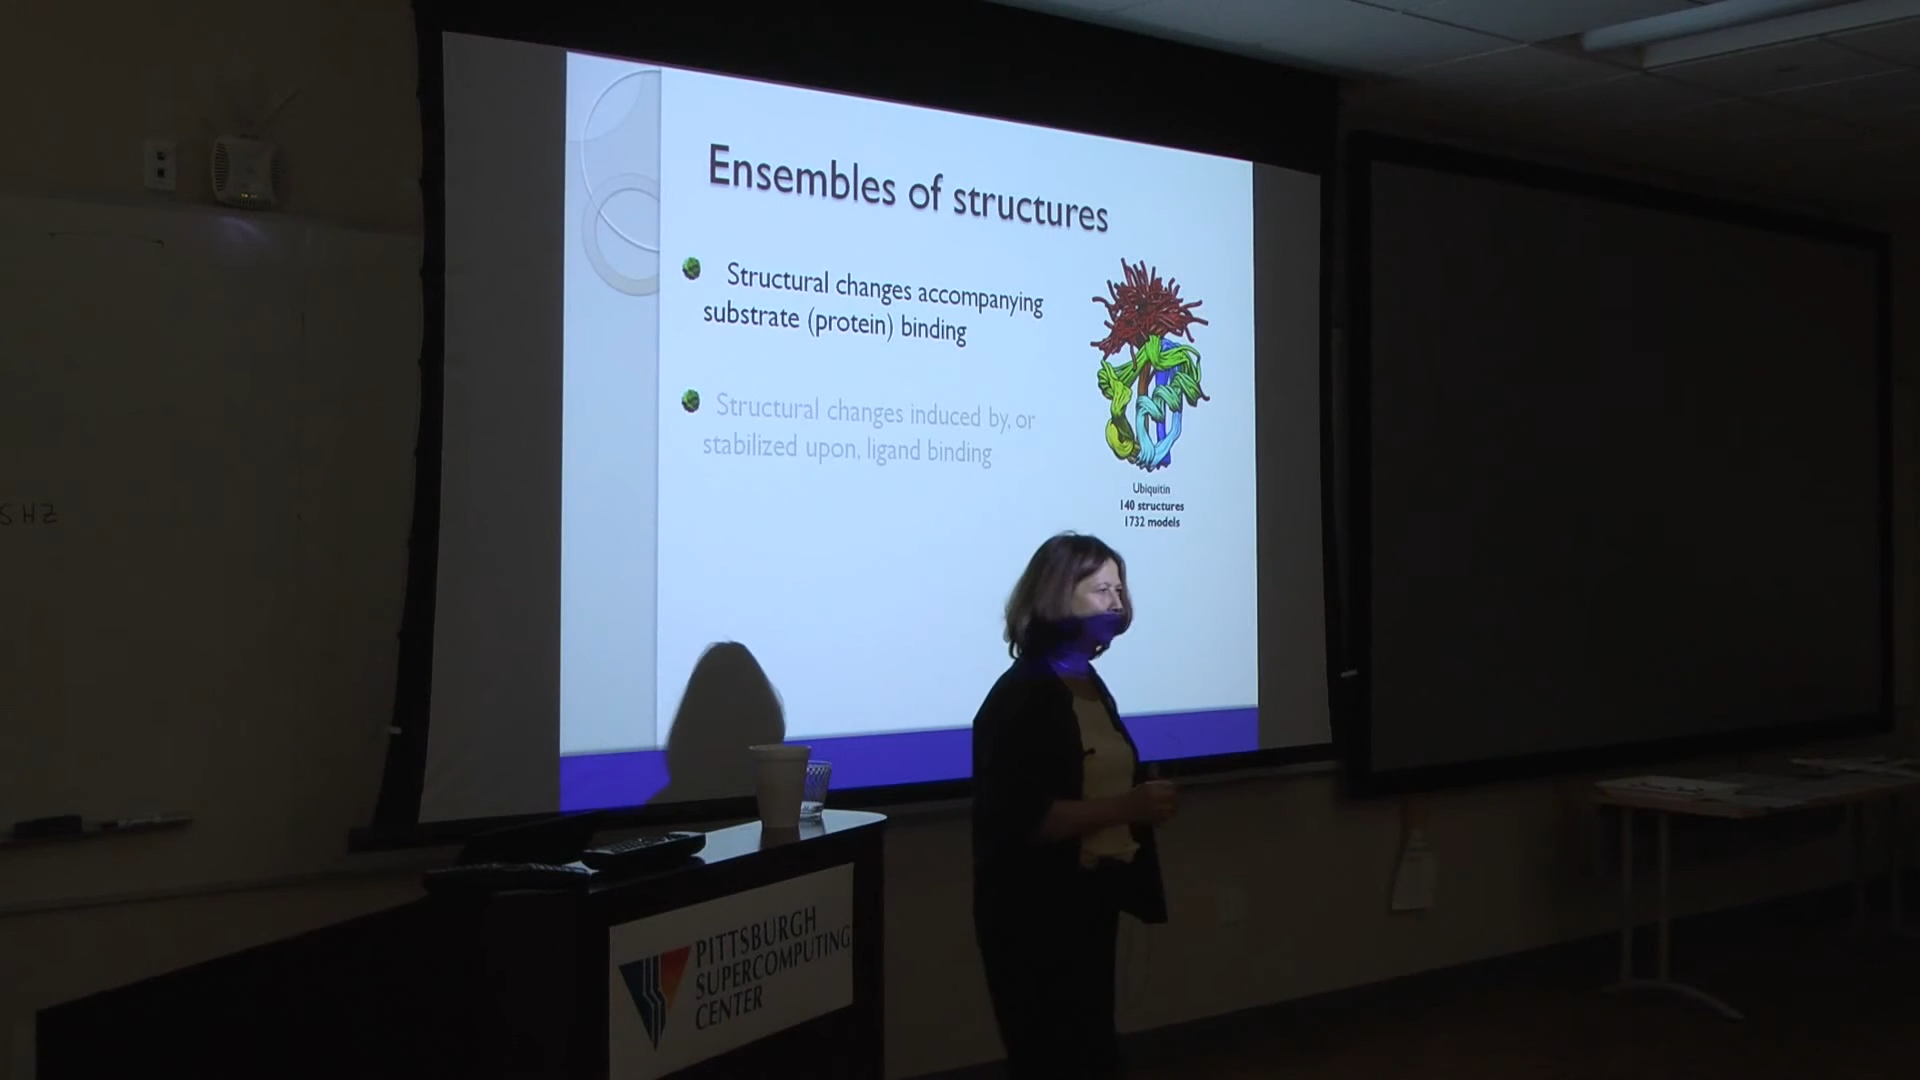 Ensembles of structures
Structural changes accompanying
substrate (protein) binding
Structural changes induced by, or
stabilized upon, ligand binding
Ubiquitin
140 structures
1732 models
SHZ
PITTSBURGH
SUPERCOMPUTING
CENTER